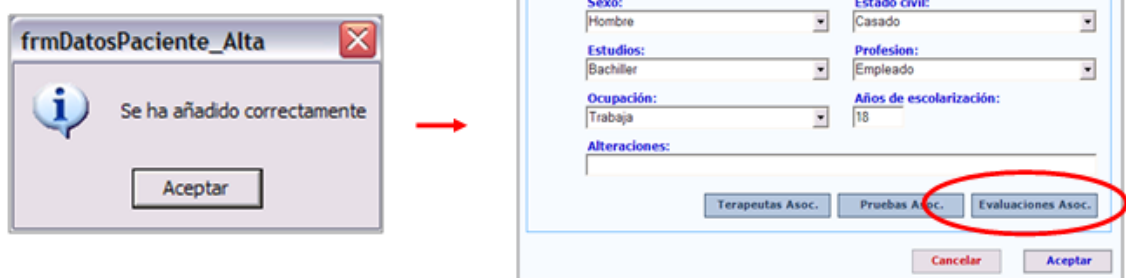 frmDatosPaciente_Alta
Se ha añadido correctamente
Aceptar
Sexo: Estado civil:
Hombre Casado
Estudios: Profesion:
Bachiller Empleado
Ocupación: Años de escolarización:
Trabaja 18
Alteraciones:
Terapeutas Asoc. Pruebas Asoc. Evaluaciones Asoc.
Cancelar Aceptar